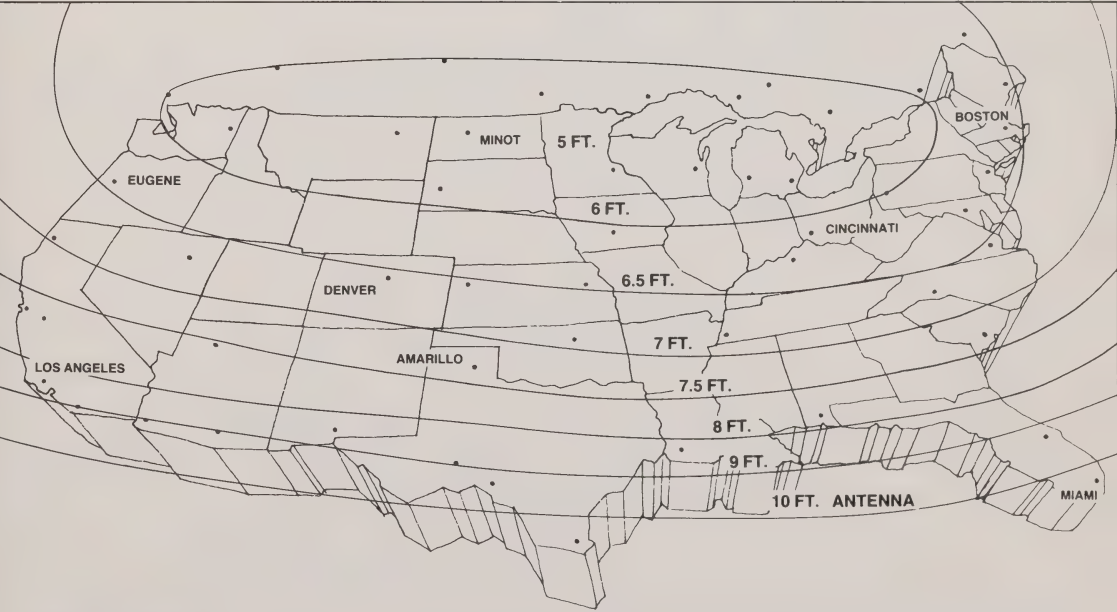 BOSTON
MINOT
5 FT.
EUGENE
6 FT.
CINCINNATI
6.5 FT.
DENVER
7 FT.
AMARILLO
LOS ANGELES
7.5 FT.
8 FT.
9 FT.
10 FT. ANTENNA
MIAMI